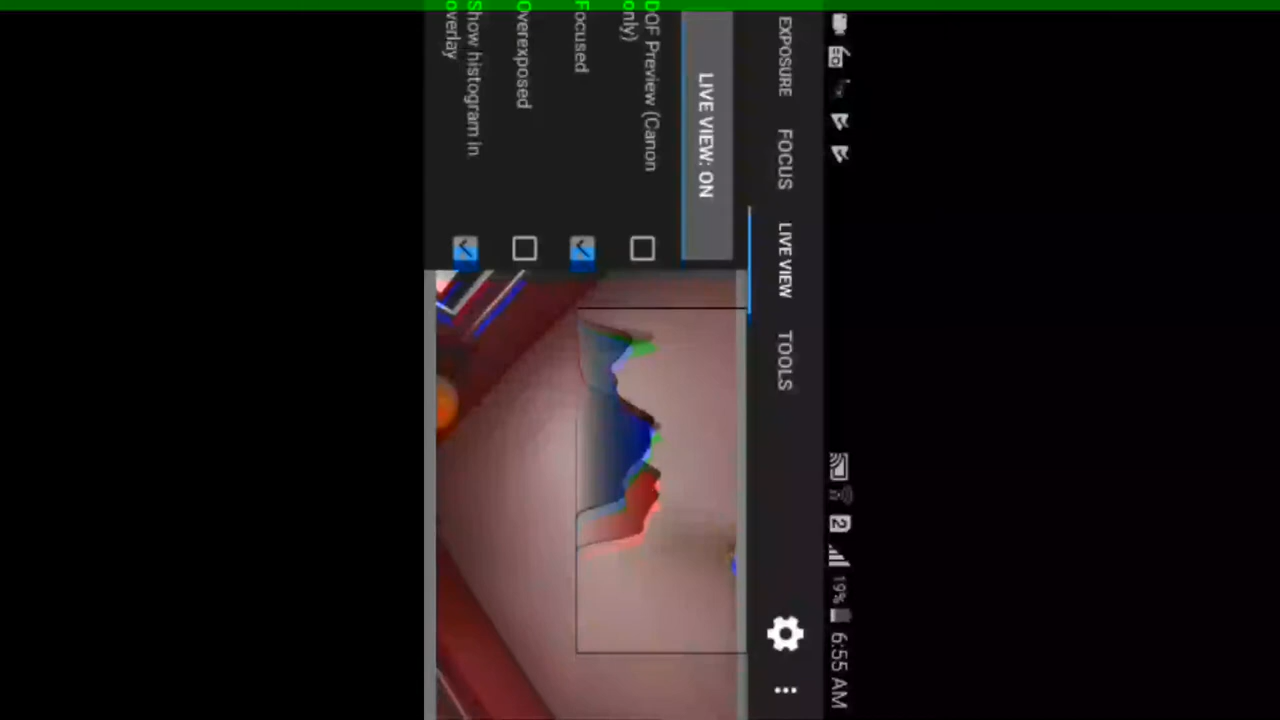 19% 6:55 AM
EXPOSURE FOCUS LIVE VIEW TOOLS
LIVE VIEW: ON
DOF Preview (Canon
only)
Focused
Overexposed
Show histogram in
overlay